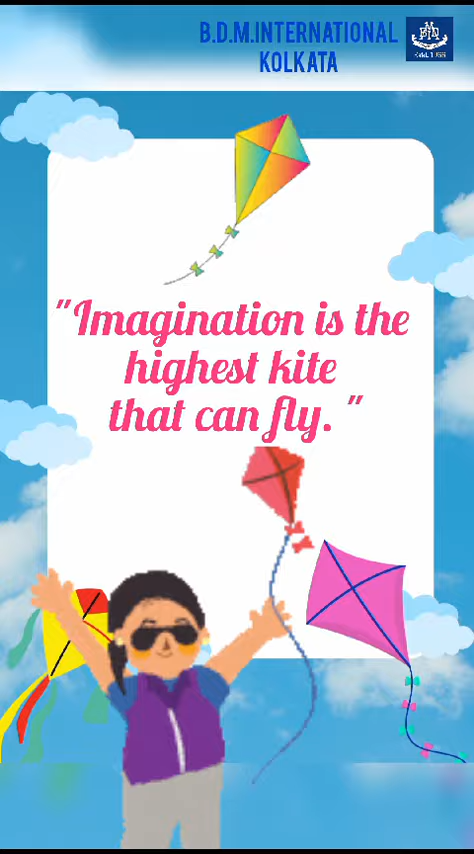 B.D.M.INTERNATIONAL
KOLKATA
"Imagination is the
highest kite
that can fly. "